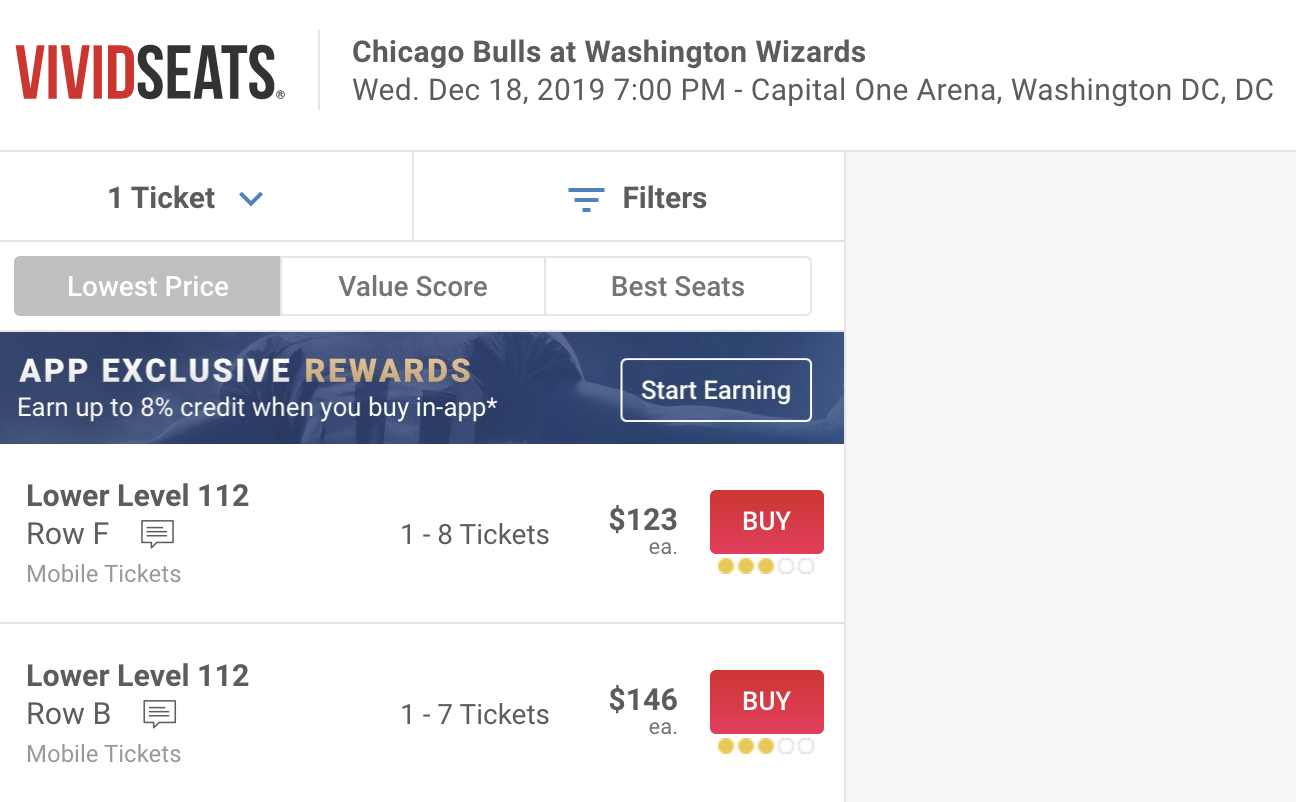 VIVIDSEATS®
Chicago Bulls at Washington Wizards
Wed. Dec 18, 2019 7:00 PM - Capital One Arena, Washington DC, DC
1 Ticket
Filters
Lowest Price
Value Score
Best Seats
APP EXCLUSIVE REWARDS
Earn up to 8% credit when you buy in-app*
Start Earning
Lower Level 112
Row F
Mobile Tickets
1 - 8 Tickets
$123
ea.
BUY
Lower Level 112
Row B
Mobile Tickets
1 - 7 Tickets
$146
ea.
BUY